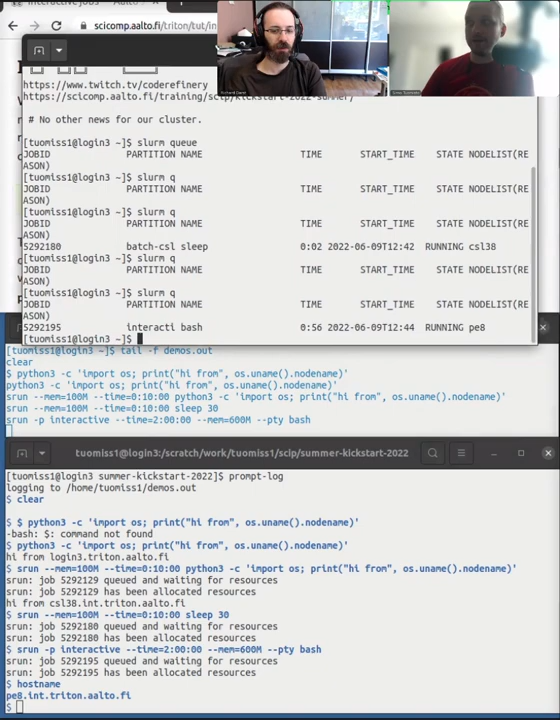 Interactive jobs
scicomp.aalto.fi/triton/tut/in
https://www.twitch.tv/coderefinery
https://scicomp.aalto.fi/training/scip/kickstart-2022-summer/
# No other news for our cluster.
[tuomiss1@login3 ~]$ slurm queue
JOBID PARTITION NAME TIME START_TIME STATE NODELIST(RE
ASON)
[tuomiss1@login3 ~]$ slurm q
JOBID PARTITION NAME TIME START_TIME STATE NODELIST(RE
ASON)
[tuomiss1@login3 ~]$ slurm q
JOBID PARTITION NAME TIME START_TIME STATE NODELIST(RE
ASON)
5292180 batch-csl sleep 0:02 2022-06-09T12:42 RUNNING csl38
[tuomiss1@login3 ~]$ slurm q
JOBID PARTITION NAME TIME START_TIME STATE NODELIST(RE
ASON)
[tuomiss1@login3 ~]$ slurm q
JOBID PARTITION NAME TIME START_TIME STATE NODELIST(RE
ASON)
5292195 interacti bash 0:56 2022-06-09T12:44 RUNNING pe8
[tuomiss1@login3 ~]$
[tuomiss1@login3 ~]$ tail -f demos.out
clear
$ python3 -c 'import os; print("hi from", os.uname().nodename)'
python3 -c 'import os; print("hi from", os.uname().nodename)'
srun --mem=100M --time=0:10:00 python3 -c 'import os; print("hi from", os.uname().nodename)'
srun --mem=100M --time=0:10:00 sleep 30
srun -p interactive --time=2:00:00 --mem=600M --pty bash
tuomiss1@login3:/scratch/work/tuomiss1/scip/summer-kickstart-2022
[tuomiss1@login3 summer-kickstart-2022]$ prompt-log
logging to /home/tuomiss1/demos.out
$ clear
$ $ python3 -c 'import os; print("hi from", os.uname().nodename)'
-bash: $: command not found
$ python3 -c 'import os; print("hi from", os.uname().nodename)'
hi from login3.triton.aalto.fi
$ srun --mem=100M --time=0:10:00 python3 -c 'import os; print("hi from", os.uname().nodename)'
srun: job 5292129 queued and waiting for resources
srun: job 5292129 has been allocated resources
hi from csl38.int.triton.aalto.fi
$ srun --mem=100M --time=0:10:00 sleep 30
srun: job 5292180 queued and waiting for resources
srun: job 5292180 has been allocated resources
$ srun -p interactive --time=2:00:00 --mem=600M --pty bash
srun: job 5292195 queued and waiting for resources
srun: job 5292195 has been allocated resources
$ hostname
pe8.int.triton.aalto.fi
$